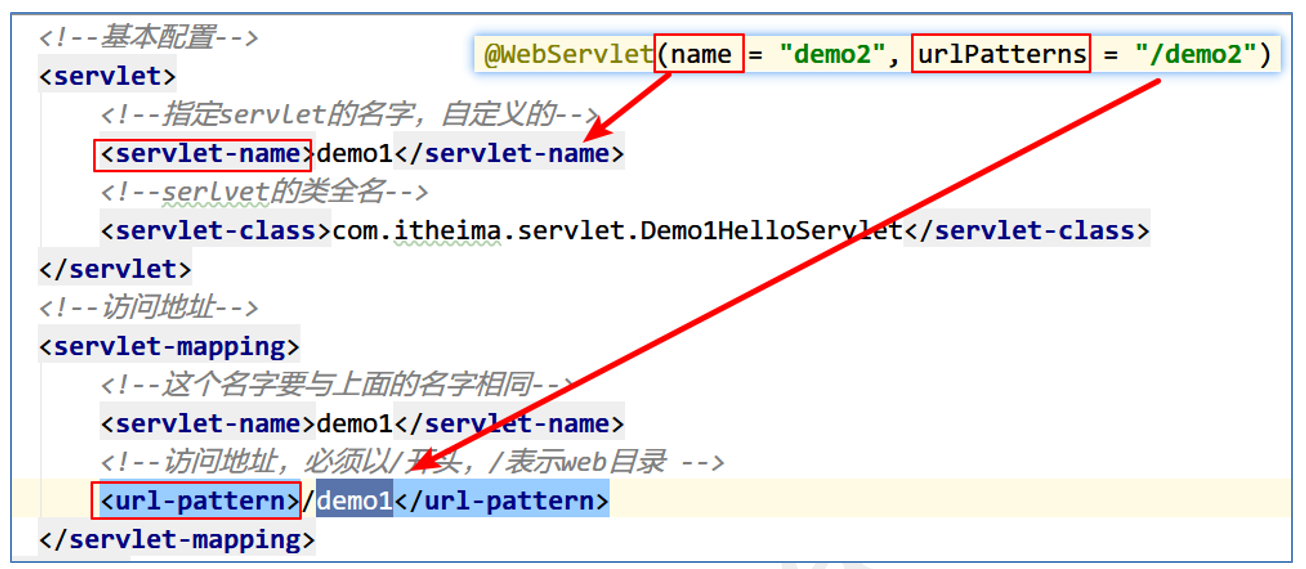 <!--基本配置-->
@WebServlet(name = "demo2", urlPatterns = "/demo2")
<servlet>
<!--指定servlet的名字，自定义的-->
<servlet-name>demo1</servlet-name>
<!--serlvet的类全名-->
<servlet-class>com.itheima.servlet.Demo1HelloServlet</servlet-class>
</servlet>
<!--访问地址-->
<servlet-mapping>
<!--这个名字要与上面的名字相同-->
<servlet-name>demo1</servlet-name>
<!--访问地址，必须以/开头，/表示web目录 -->
<url-pattern>/demo1</url-pattern>
</servlet-mapping>